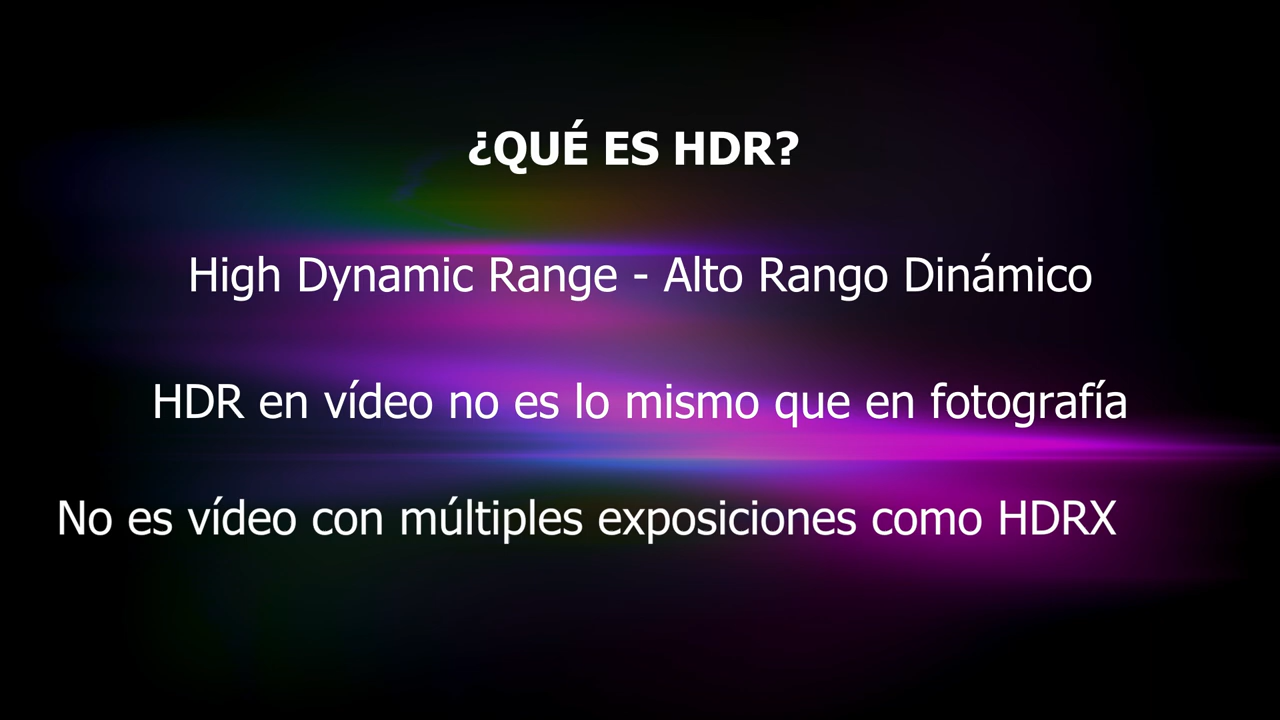 ¿QUÉ ES HDR?
High Dynamic Range - Alto Rango Dinámico
HDR en vídeo no es lo mismo que en fotografía
No es vídeo con múltiples exposiciones como HDRX